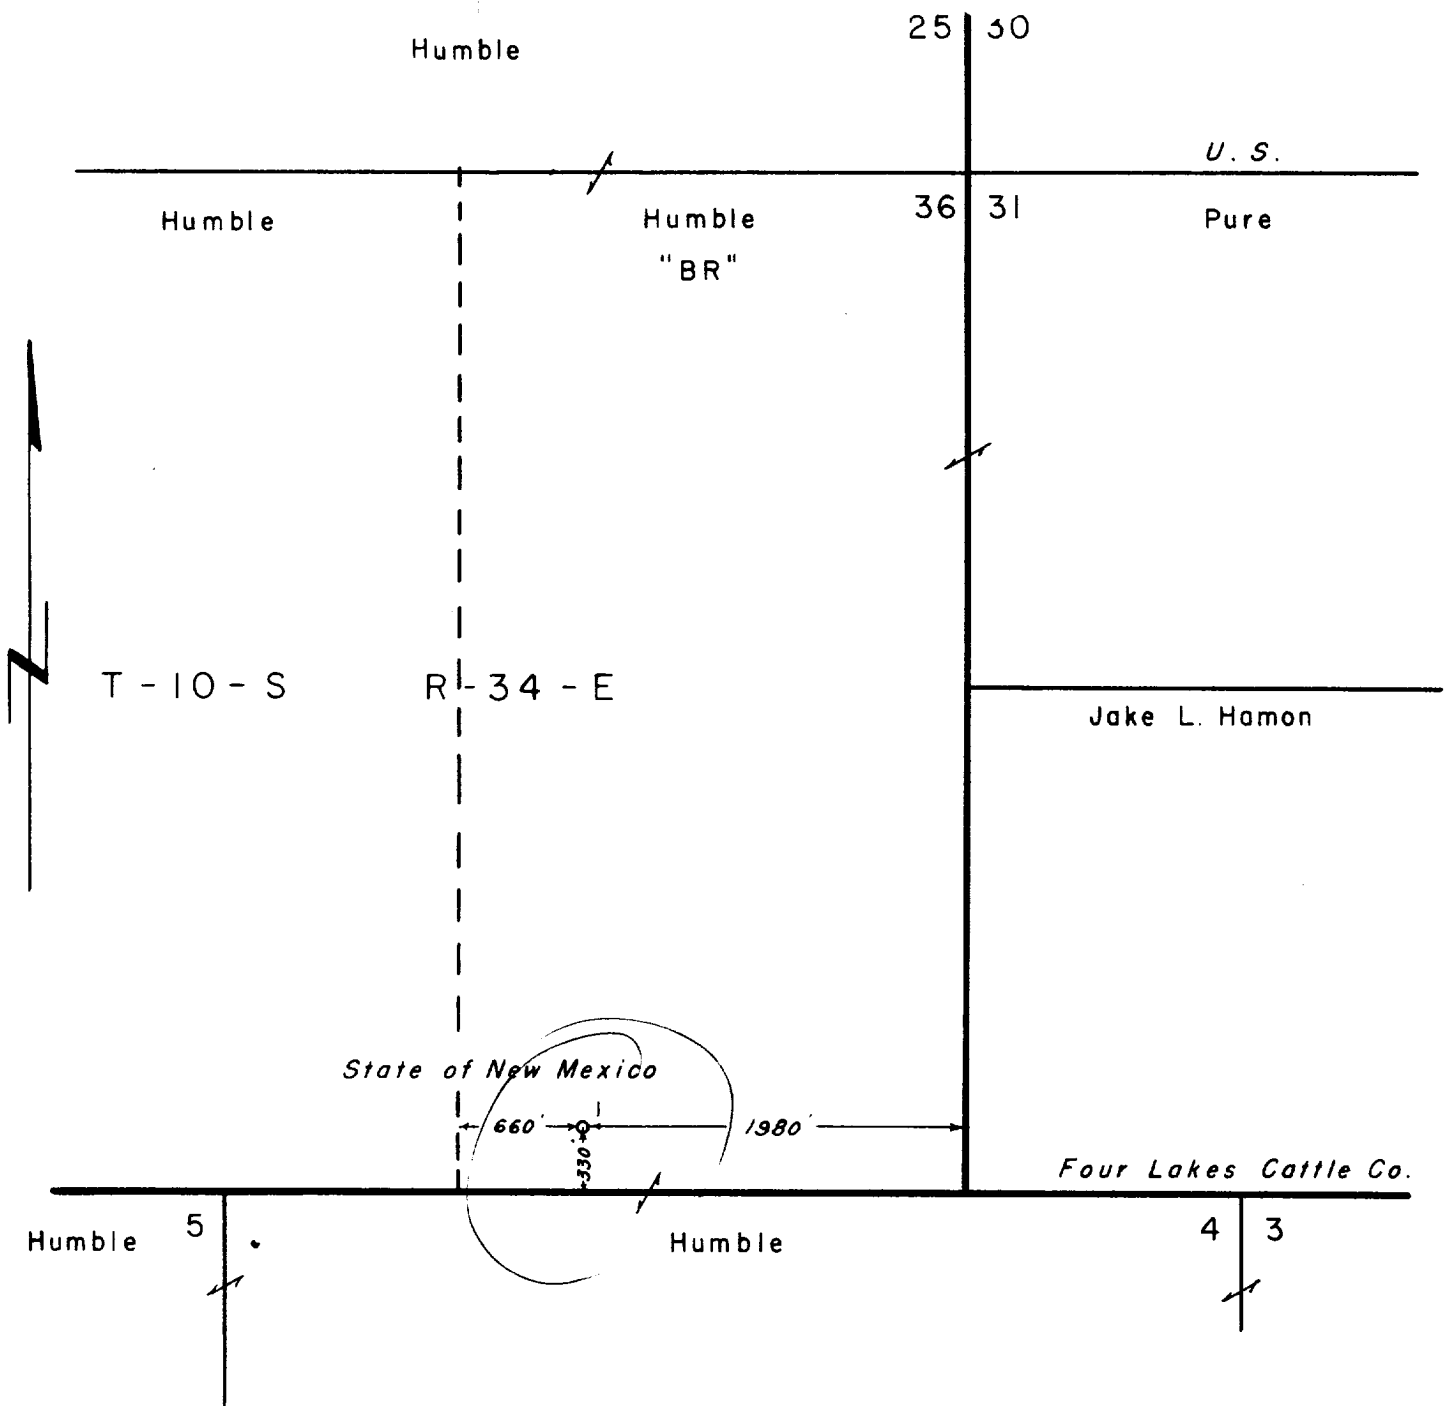 Humble
25 30
U. S.
Humble
Humble
"BR"
36 31
Pure
N
T-10-S R-34-E
Jake L. Hamon
State of New Mexico
1
660' 1980'
330'
Four Lakes Cattle Co.
5
4 3
Humble
Humble